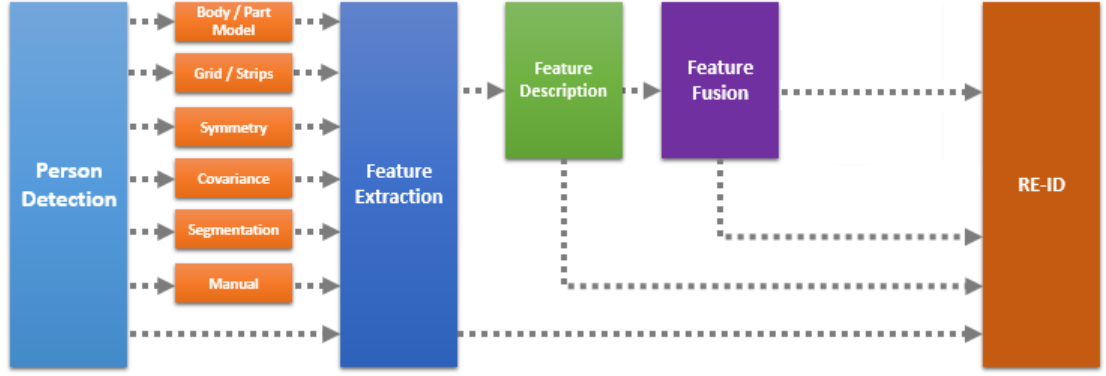 Person
Detection
Body / Part
Model
Grid / Strips
Symmetry
Covariance
Segmentation
Manual
Feature
Extraction
Feature
Description
Feature
Fusion
RE-ID